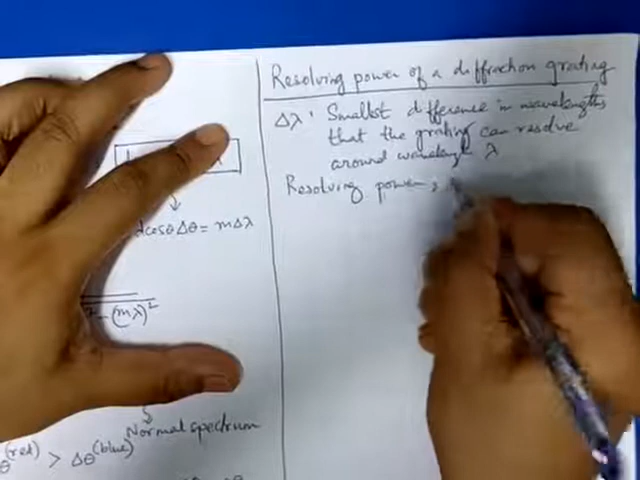 dcosθ Δθ = mΔλ
- (mλ)²
Normal spectrum
θ(red) > Δθ(blue)
Resolving power of a diffraction grating
Δλ: Smallest difference in wavelengths
that the grating can resolve
around wavelength λ
Resolving power,